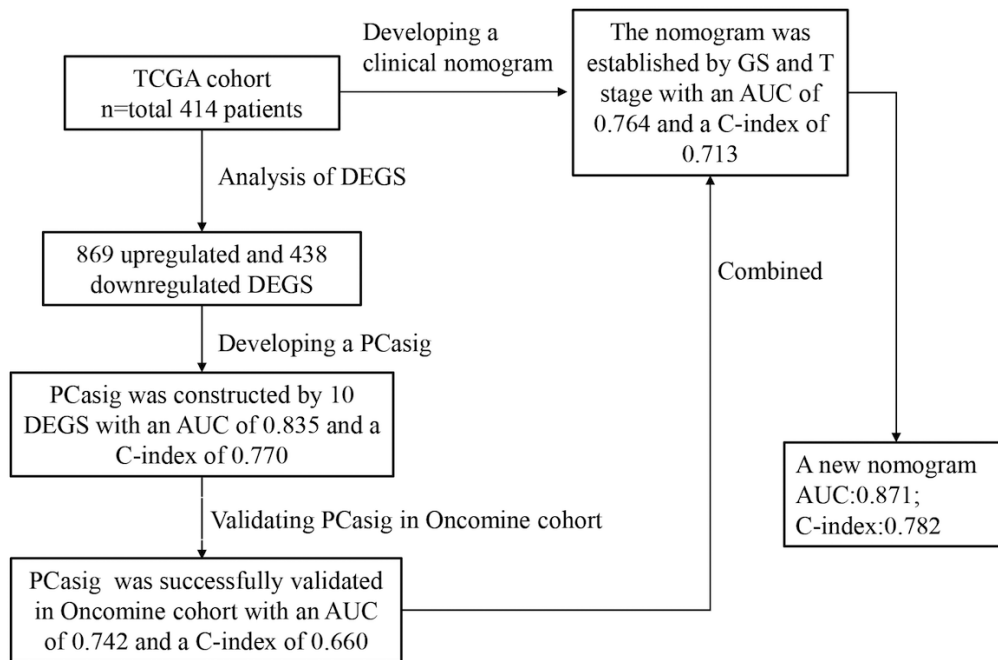 TCGA cohort
n=total 414 patients
Developing a
clinical nomogram
The nomogram was
established by GS and T
stage with an AUC of
0.764 and a C-index of
0.713
Analysis of DEGS
869 upregulated and 438
downregulated DEGS
Developing a PCasig
PCasig was constructed by 10
DEGS with an AUC of 0.835 and a
C-index of 0.770
Validating PCasig in Oncomine cohort
PCasig was successfully validated
in Oncomine cohort with an AUC
of 0.742 and a C-index of 0.660
Combined
A new nomogram
AUC:0.871;
C-index:0.782